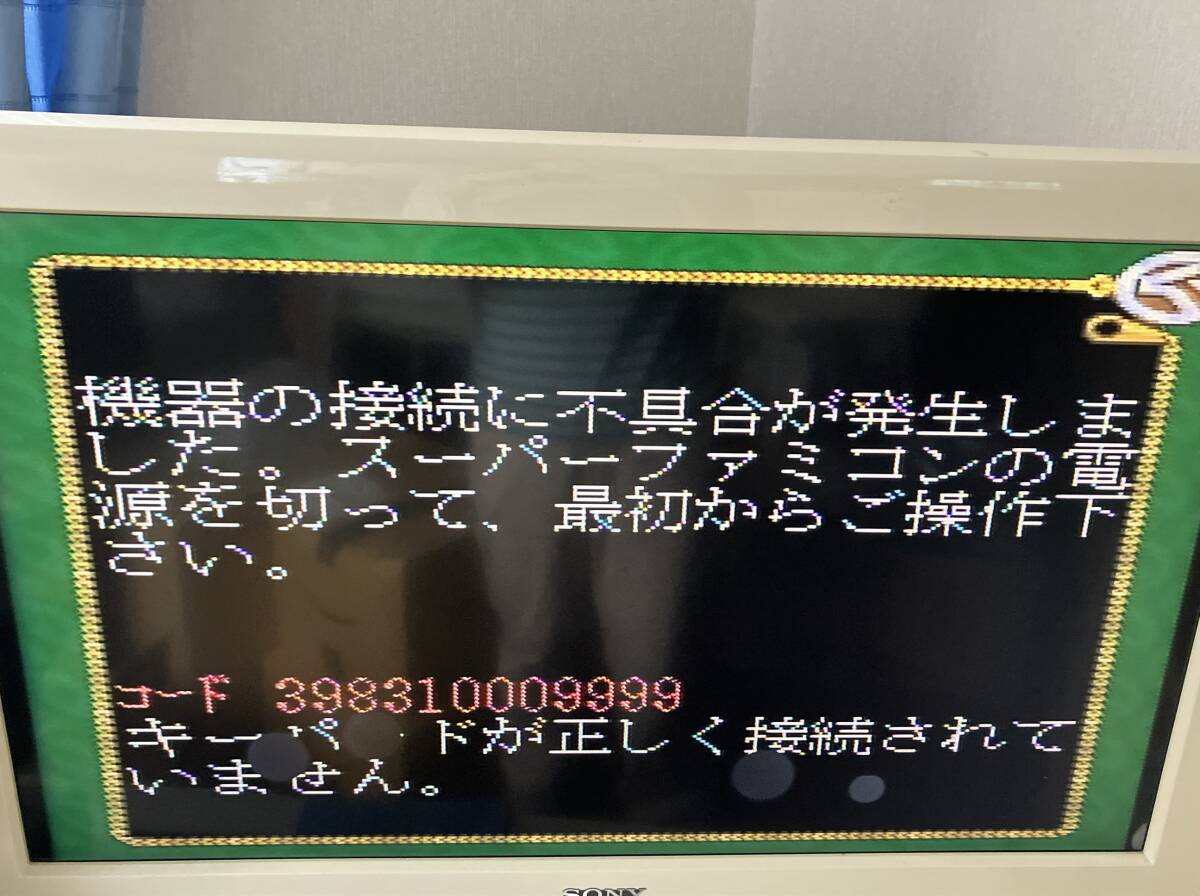 機器の接続に不具合が発生しま
した。スーパーファミコンの電
源を切って、最初からご操作下
さい。
コード 398310009999
キーパードが正しく接続されて
いません。
SONY